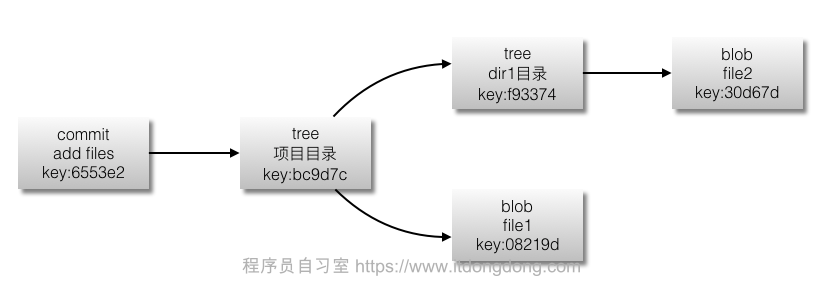 commit
add files
key:6553e2
tree
项目目录
key:bc9d7c
tree
dir1目录
key:f93374
blob
file2
key:30d67d
blob
file1
key:08219d
程序员自习室 https://www.itdongdong.com